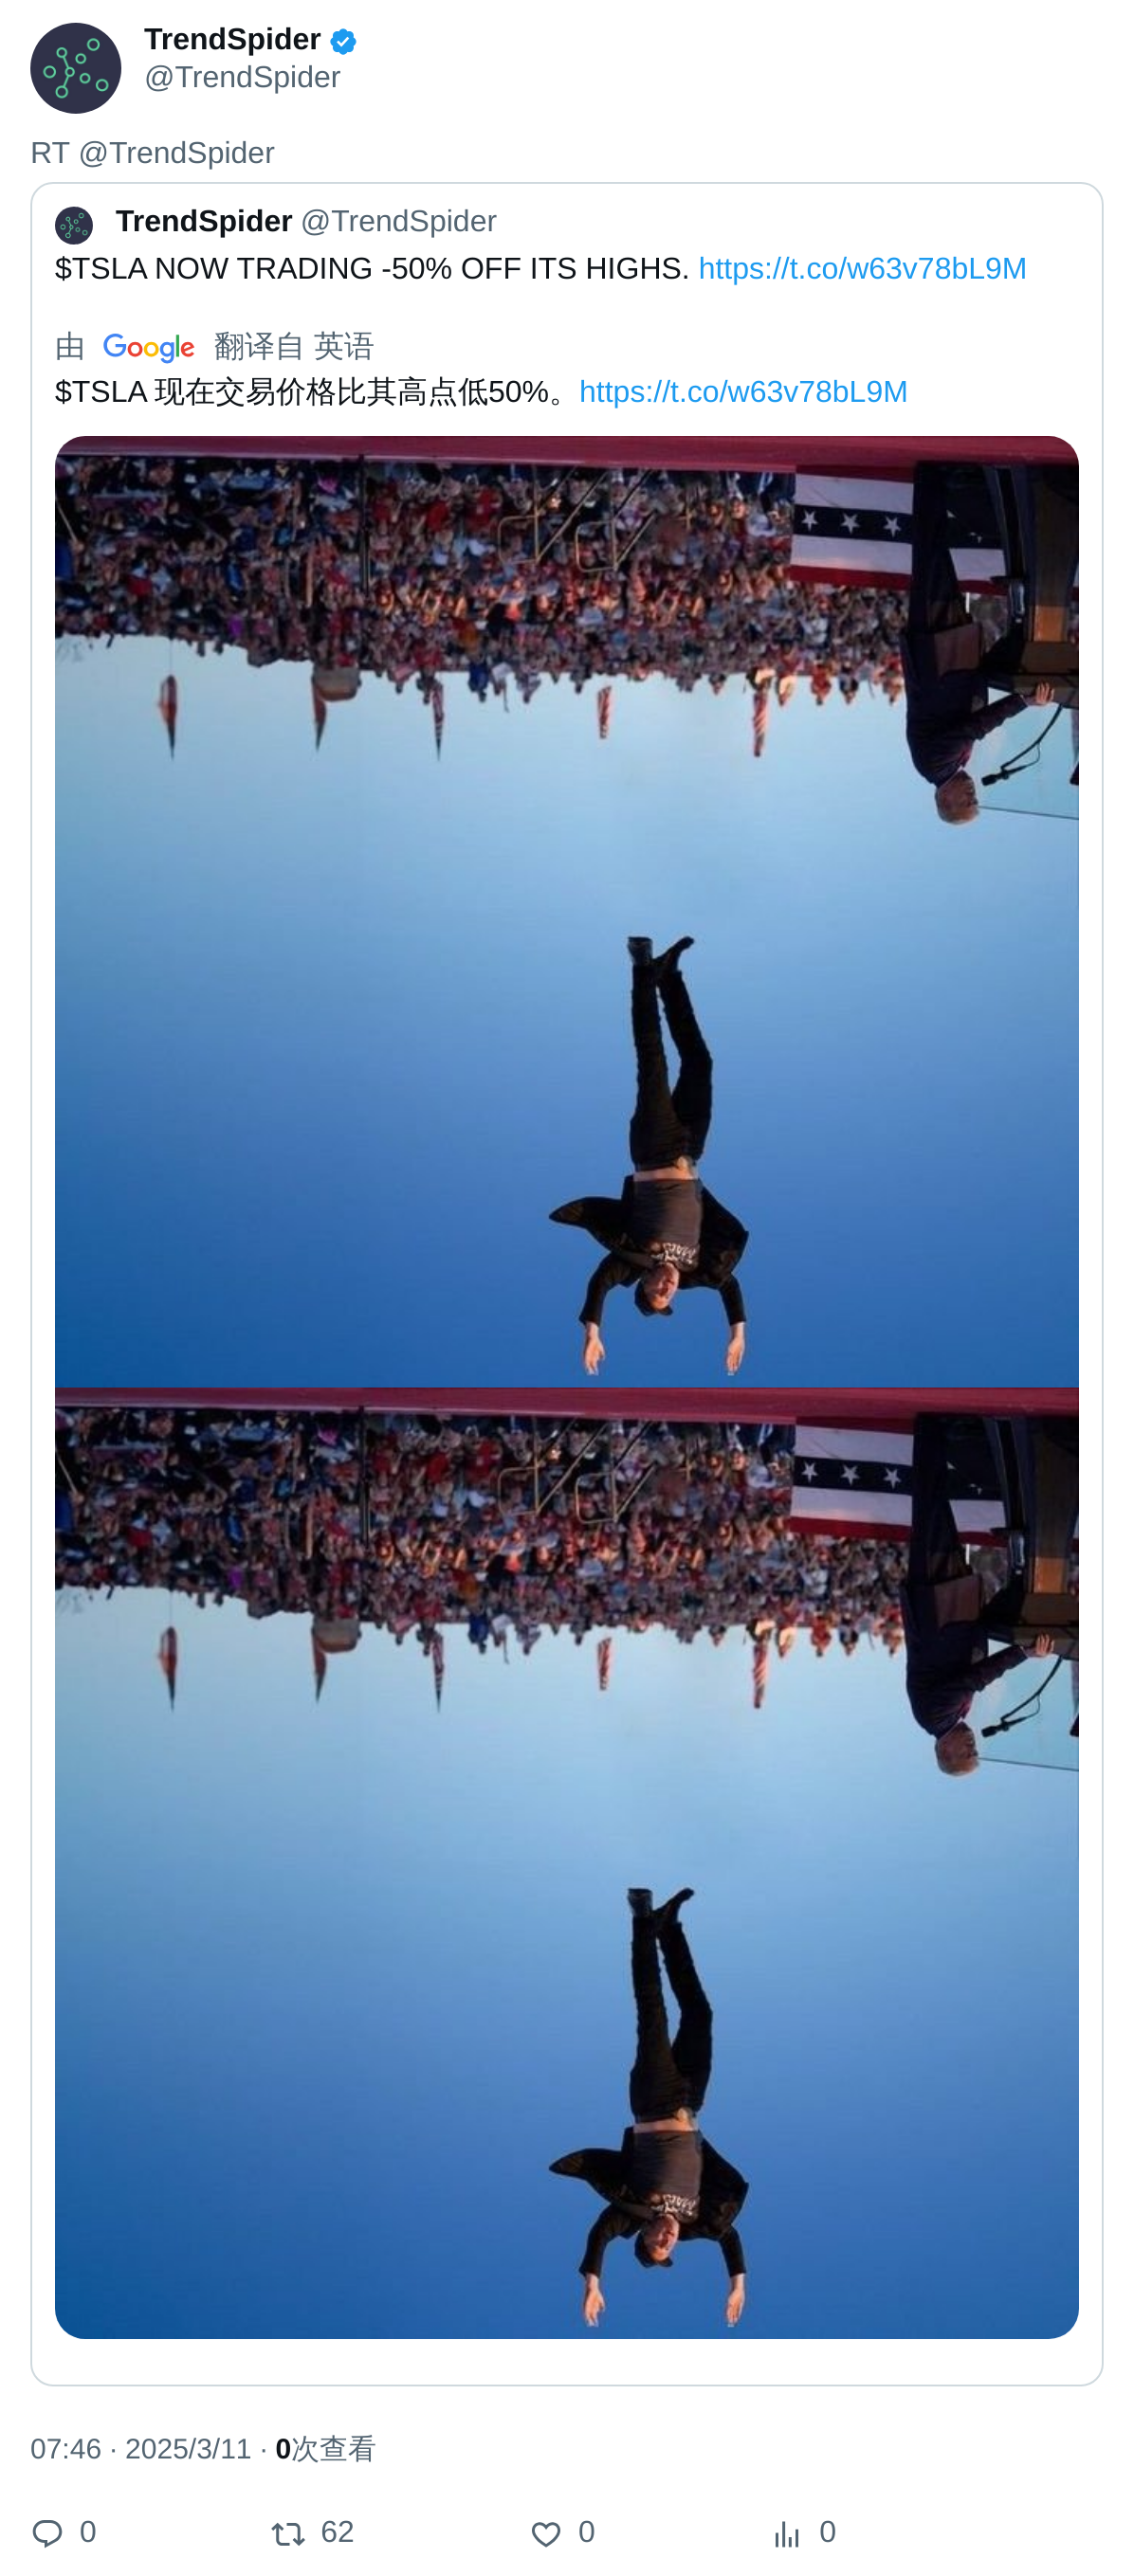 TrendSpider
@TrendSpider
RT @TrendSpider
TrendSpider @TrendSpider
$TSLA NOW TRADING -50% OFF ITS HIGHS. https://t.co/w63v78bL9M
由 Google 翻译自 英语
$TSLA 现在交易价格比其高点低50%。https://t.co/w63v78bL9M
07:46 · 2025/3/11 · 0次查看
0 62 0 0